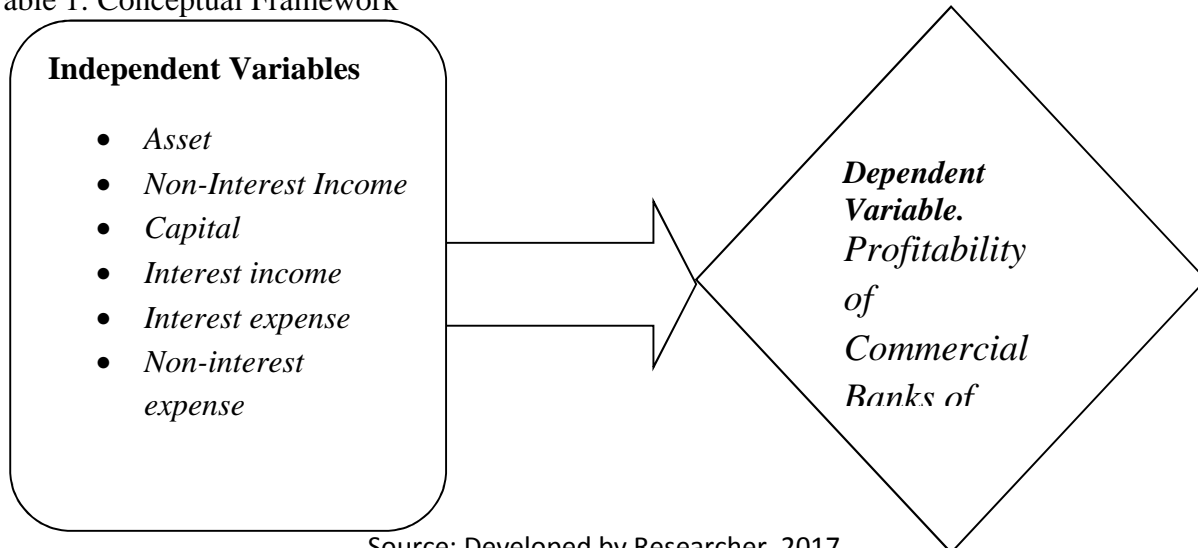 able 1: Conceptual Framework
Independent Variables
• Asset
• Non-Interest Income
• Capital
• Interest income
• Interest expense
• Non-interest
expense
Dependent
Variable.
Profitability
of
Commercial
Banks of
Source: Developed by Researcher, 2017